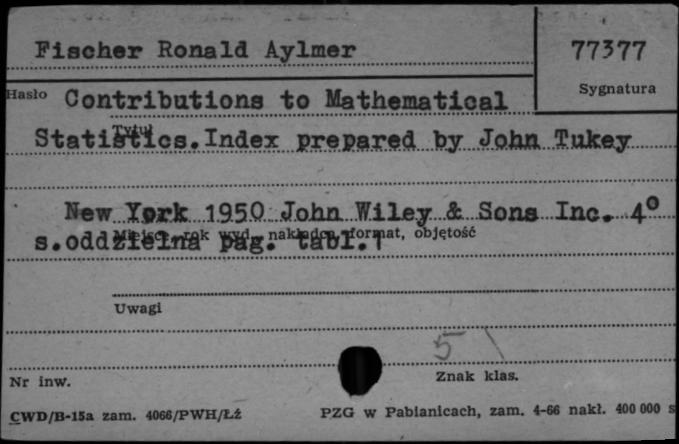 Fischer Ronald Aylmer
77377
Sygnatura
Hasło Contributions to Mathematical
Tytuł
Statistics. Index prepared by John Tukey
New York 1950 John Wiley & Sons Inc. 4°
Miejsce, rok wyd., nakładca, format, objętość
s.oddzielna pag. tabl.1
Uwagi
5 \
Nr inw.
Znak klas.
CWD/B-15a zam. 4066/PWH/Łź
PZG w Pabianicach, zam. 4-66 nakł. 400 000 s